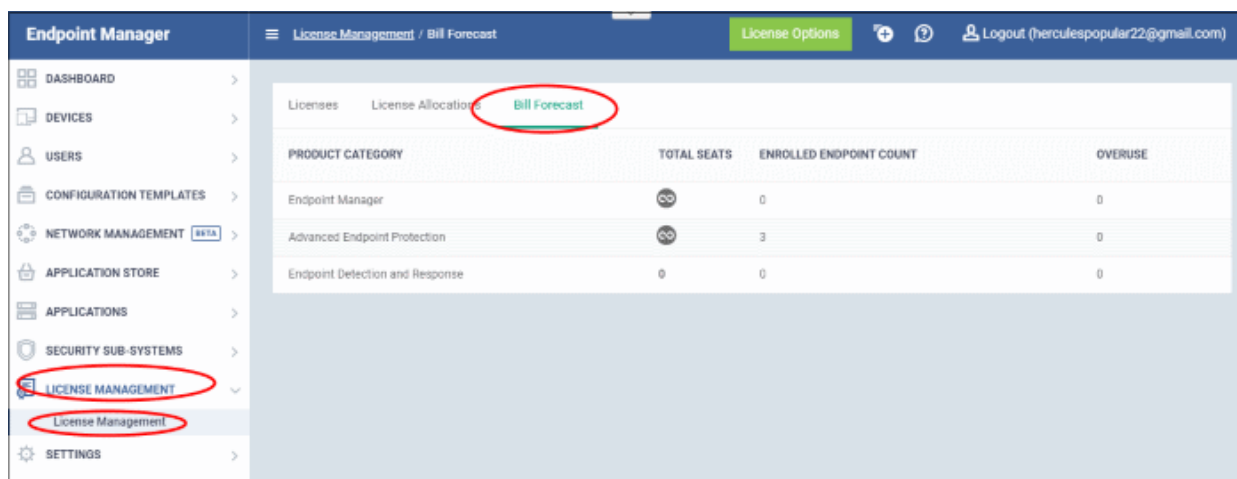 Endpoint Manager
License Management / Bill Forecast
License Options
Logout (herculespopular22@gmail.com)
DASHBOARD
DEVICES
USERS
CONFIGURATION TEMPLATES
NETWORK MANAGEMENT BETA
APPLICATION STORE
APPLICATIONS
SECURITY SUB-SYSTEMS
LICENSE MANAGEMENT
License Management
SETTINGS
Licenses License Allocations Bill Forecast
PRODUCT CATEGORY TOTAL SEATS ENROLLED ENDPOINT COUNT OVERUSE
Endpoint Manager 0 0
Advanced Endpoint Protection 3 0
Endpoint Detection and Response 0 0 0